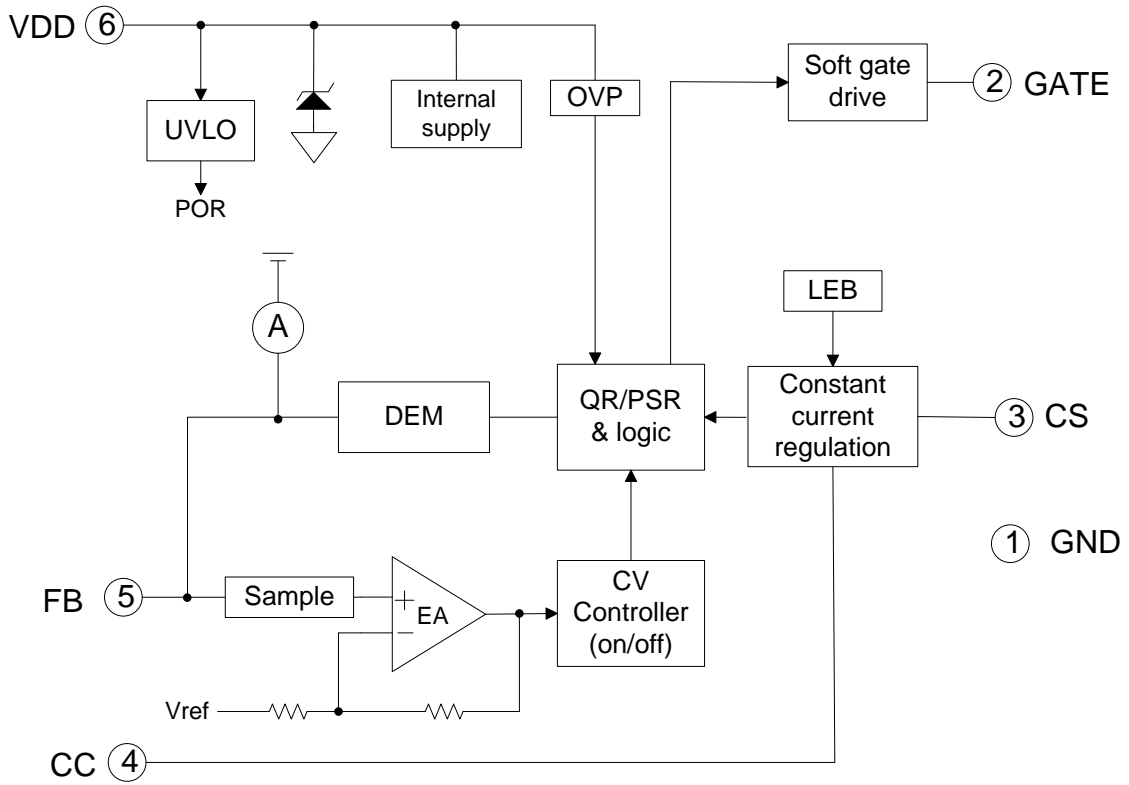 VDD 6
UVLO
POR
Internal
supply
OVP
Soft gate
drive
2 GATE
A
LEB
DEM
QR/PSR
& logic
Constant
current
regulation
3 CS
1 GND
FB 5
Sample
+
EA
−
CV
Controller
(on/off)
Vref
CC 4